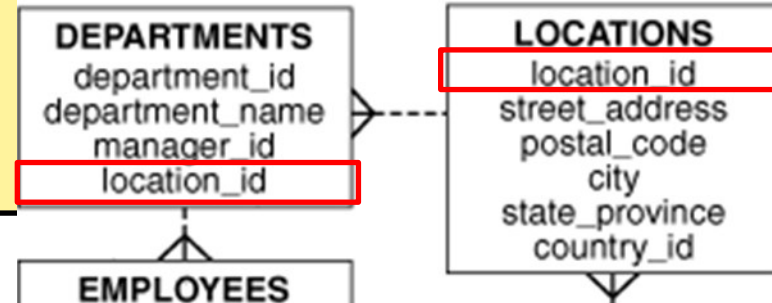 DEPARTMENTS
department_id
department_name
manager_id
location_id
EMPLOYEES
LOCATIONS
location_id
street_address
postal_code
city
state_province
country_id